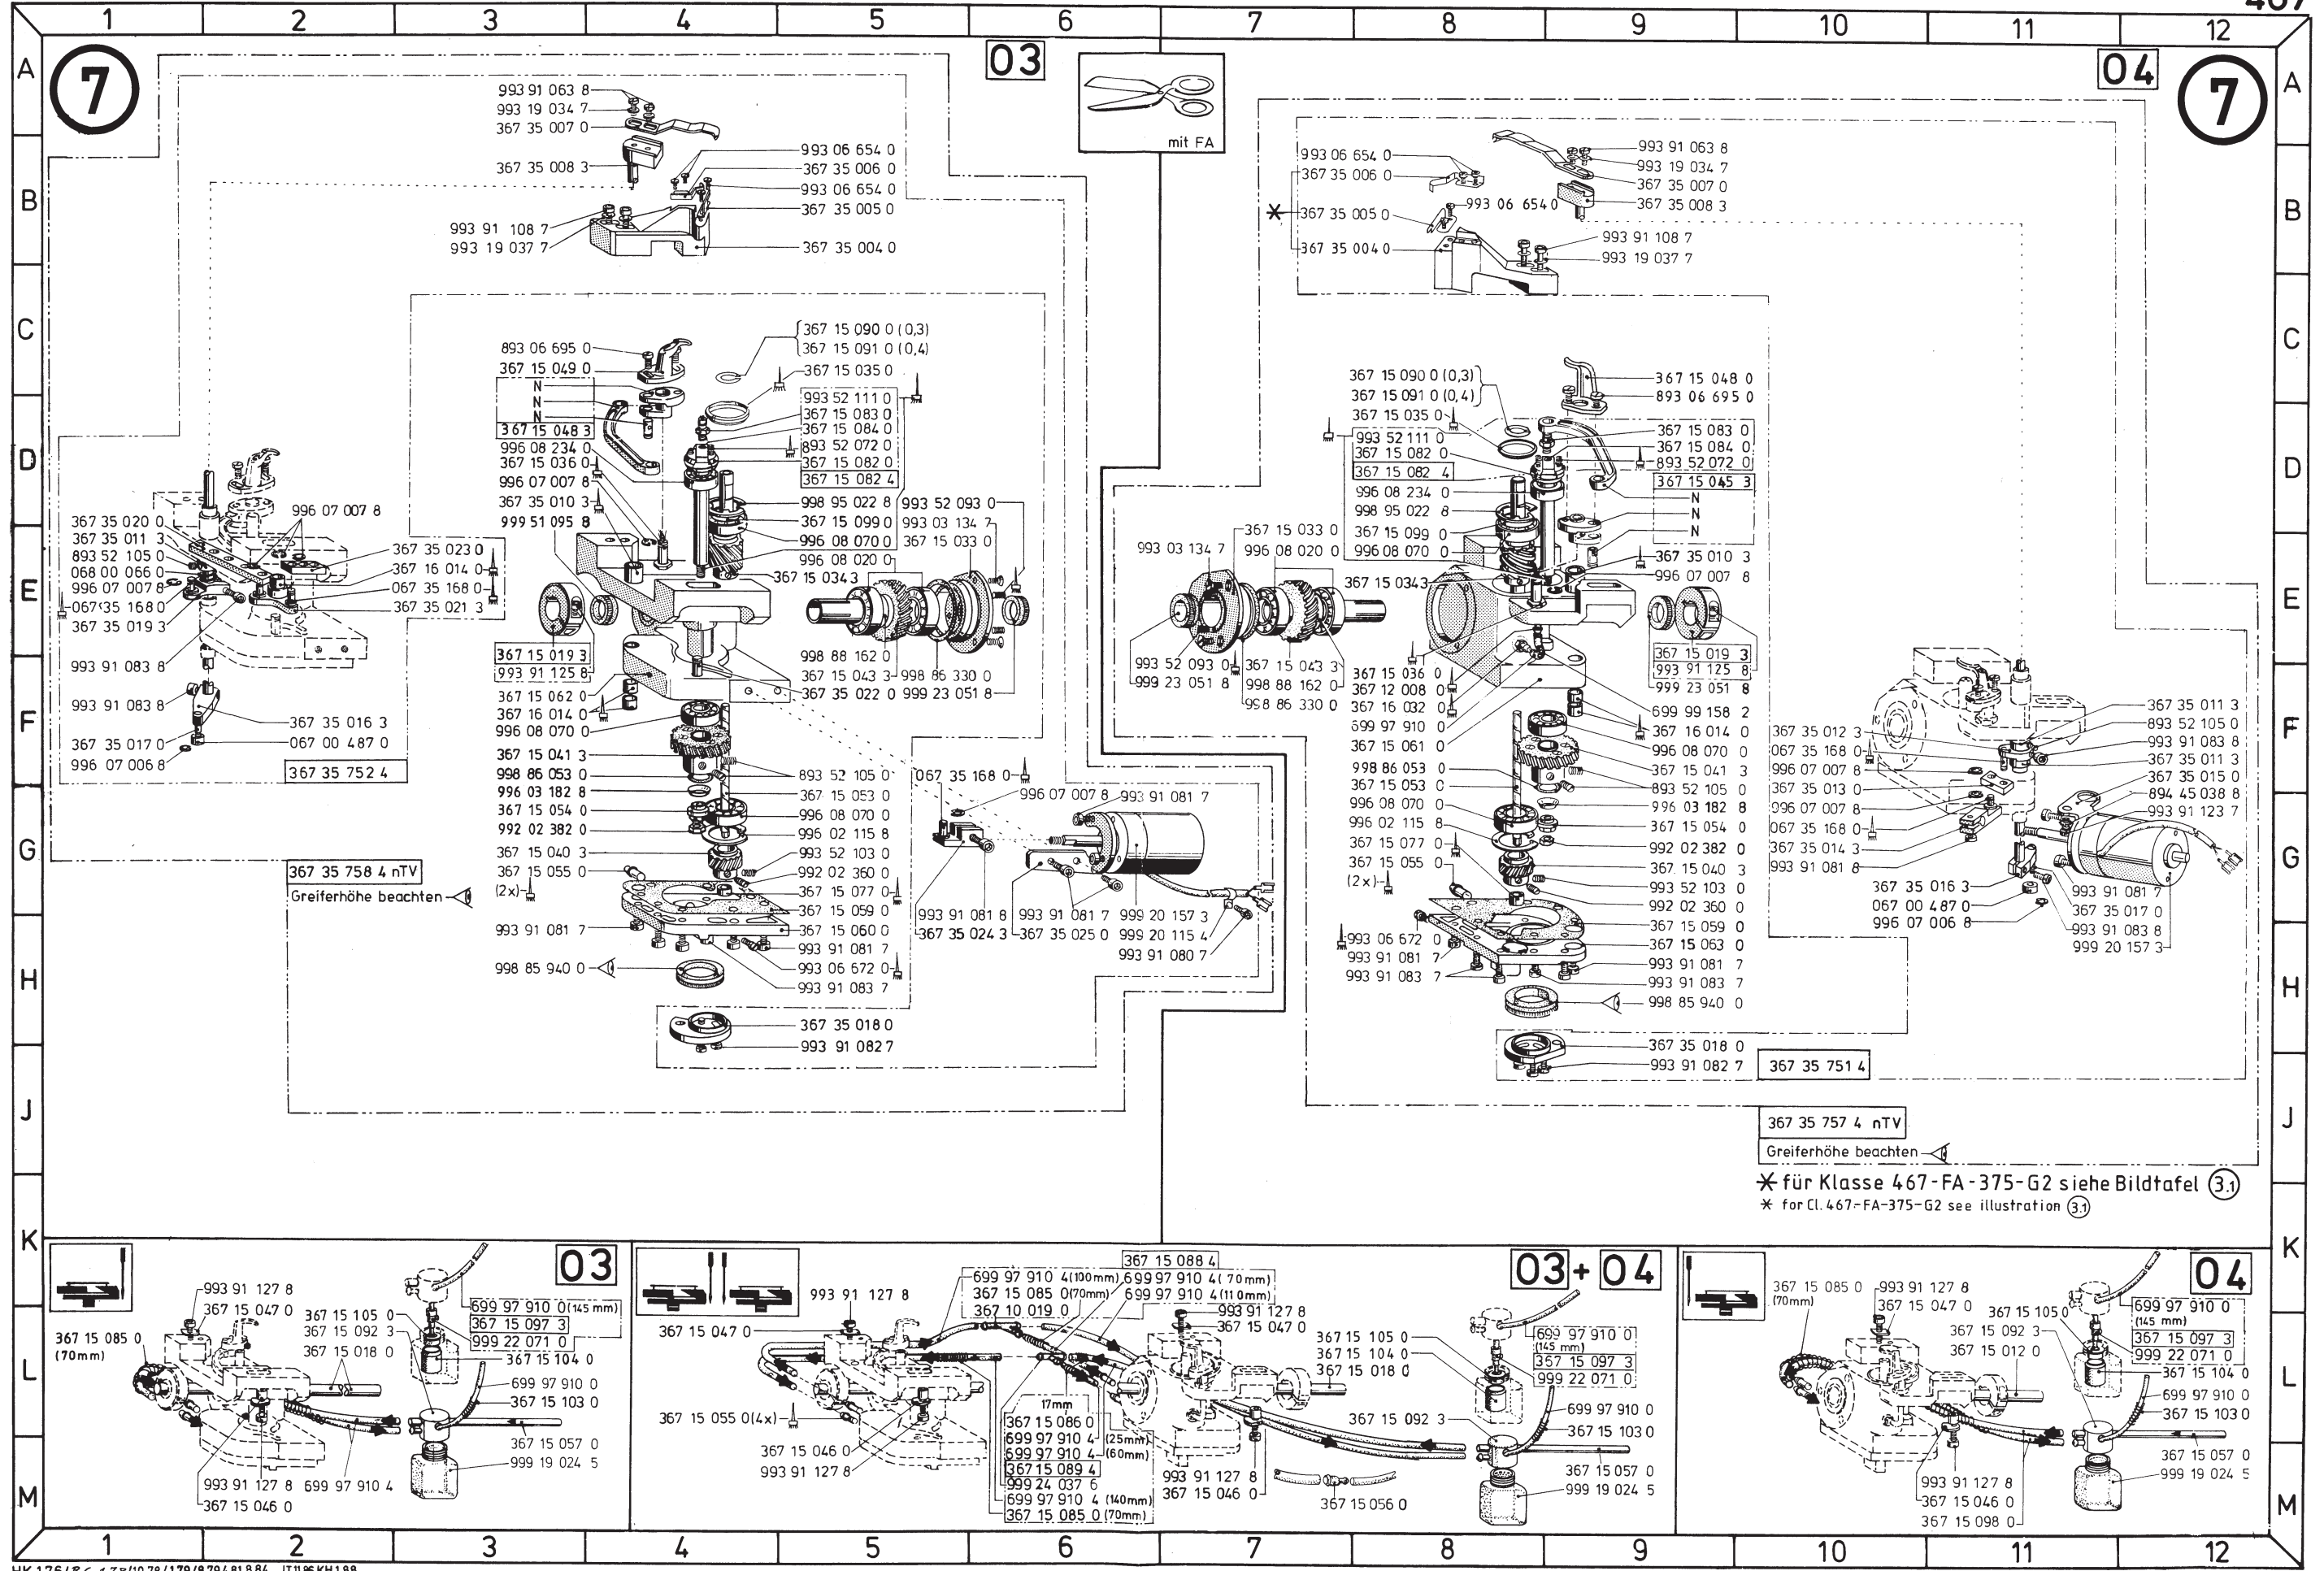 467
1 2 3 4 5 6 7 8 9 10 11 12
A
B
C
D
E
F
G
H
J
K
L
M
7
03
mit FA
04
7
993 91 063 8
993 19 034 7
367 35 007 0
367 35 008 3
993 91 108 7
993 19 037 7
993 06 654 0
367 35 006 0
993 06 654 0
367 35 005 0
367 35 004 0
893 06 695 0
367 15 049 0
N
N
N
367 15 048 3
996 08 234 0
367 15 036 0
996 07 007 8
367 35 010 3
999 51 095 8
367 15 090 0 (0,3)
367 15 091 0 (0,4)
367 15 035 0
993 52 111 0
367 15 083 0
367 15 084 0
893 52 072 0
367 15 082 0
367 15 082 4
998 95 022 8
367 15 099 0
996 08 070 0
996 08 020 0
367 15 034 3
993 52 093 0
993 03 134 7
367 15 033 0
367 35 020 0
367 35 011 3
893 52 105 0
068 00 066 0
996 07 007 8
067 35 168 0
367 35 019 3
993 91 083 8
993 91 083 8
367 35 017 0
996 07 006 8
996 07 007 8
367 35 023 0
367 16 014 0
067 35 168 0
367 35 021 3
367 35 016 3
067 00 487 0
367 35 752 4
367 15 019 3
993 91 125 8
367 15 062 0
367 16 014 0
996 08 070 0
367 15 041 3
998 86 053 0
996 03 182 8
367 15 054 0
992 02 382 0
367 15 040 3
367 15 055 0
(2x)
993 91 081 7
998 85 940 0
998 88 162 0
367 15 043 3
367 35 022 0
998 86 330 0
999 23 051 8
893 52 105 0
367 15 053 0
996 08 070 0
996 02 115 8
993 52 103 0
992 02 360 0
367 15 077 0
367 15 059 0
367 15 060 0
993 91 081 7
993 06 672 0
993 91 083 7
367 35 018 0
993 91 082 7
067 35 168 0
996 07 007 8
993 91 081 7
993 91 081 8
367 35 024 3
993 91 081 7
367 35 025 0
999 20 157 3
999 20 115 4
993 91 080 7
367 35 758 4 nTV
Greiferhöhe beachten
993 06 654 0
367 35 006 0
* 367 35 005 0
367 35 004 0
993 06 654 0
993 91 063 8
993 19 034 7
367 35 007 0
367 35 008 3
993 91 108 7
993 19 037 7
367 15 090 0 (0,3)
367 15 091 0 (0,4)
367 15 035 0
993 52 111 0
367 15 082 0
367 15 082 4
996 08 234 0
998 95 022 8
367 15 099 0
996 08 070 0
367 15 034 3
367 15 048 0
893 06 695 0
367 15 083 0
367 15 084 0
893 52 072 0
367 15 045 3
N
N
N
367 35 010 3
996 07 007 8
993 03 134 7
367 15 033 0
996 08 020 0
993 52 093 0
999 23 051 8
367 15 043 3
998 88 162 0
998 86 330 0
367 15 019 3
993 91 125 8
999 23 051 8
367 15 036 0
367 12 008 0
367 16 032 0
699 97 910 0
367 15 061 0
998 86 053 0
367 15 053 0
996 08 070 0
996 02 115 8
367 15 077 0
367 15 055 0
(2x)
993 06 672 0
993 91 081 7
993 91 083 7
699 99 158 2
367 16 014 0
996 08 070 0
367 15 041 3
893 52 105 0
996 03 182 8
367 15 054 0
992 02 382 0
367 15 040 3
993 52 103 0
992 02 360 0
367 15 059 0
367 15 063 0
993 91 081 7
993 91 083 7
998 85 940 0
367 35 018 0
993 91 082 7
367 35 751 4
367 35 012 3
067 35 168 0
996 07 007 8
367 35 013 0
996 07 007 8
067 35 168 0
367 35 014 3
993 91 081 8
367 35 016 3
067 00 487 0
996 07 006 8
367 35 011 3
893 52 105 0
993 91 083 8
367 35 011 3
367 35 015 0
894 45 038 8
993 91 123 7
993 91 081 7
367 35 017 0
993 91 083 8
999 20 157 3
367 35 757 4 nTV
Greiferhöhe beachten
* für Klasse 467-FA-375-G2 siehe Bildtafel 3.1
* for Cl. 467-FA-375-G2 see illustration 3.1
03
993 91 127 8
367 15 047 0
367 15 085 0
(70mm)
367 15 105 0
367 15 092 3
367 15 018 0
699 97 910 0 (145 mm)
367 15 097 3
999 22 071 0
367 15 104 0
699 97 910 0
367 15 103 0
367 15 057 0
999 19 024 5
993 91 127 8
699 97 910 4
367 15 046 0
03 + 04
993 91 127 8
367 15 047 0
367 15 088 4
699 97 910 4 (100mm)
367 15 085 0 (70mm)
367 10 019 0
699 97 910 4 (70mm)
699 97 910 4 (110mm)
993 91 127 8
367 15 047 0
367 15 105 0
367 15 104 0
367 15 018 0
699 97 910 0
(145 mm)
367 15 097 3
999 22 071 0
367 15 055 0 (4x)
367 15 046 0
993 91 127 8
17mm
367 15 086 0
699 97 910 4 (25mm)
699 97 910 4 (60mm)
367 15 089 4
999 24 037 6
699 97 910 4 (140mm)
367 15 085 0 (70mm)
993 91 127 8
367 15 046 0
367 15 056 0
367 15 092 3
699 97 910 0
367 15 103 0
367 15 057 0
999 19 024 5
04
367 15 085 0
(70mm)
993 91 127 8
367 15 047 0
367 15 105 0
367 15 092 3
367 15 012 0
699 97 910 0
(145 mm)
367 15 097 3
999 22 071 0
367 15 104 0
699 97 910 0
367 15 103 0
367 15 057 0
999 19 024 5
993 91 127 8
367 15 046 0
367 15 098 0
1 2 3 4 5 6 7 8 9 10 11 12